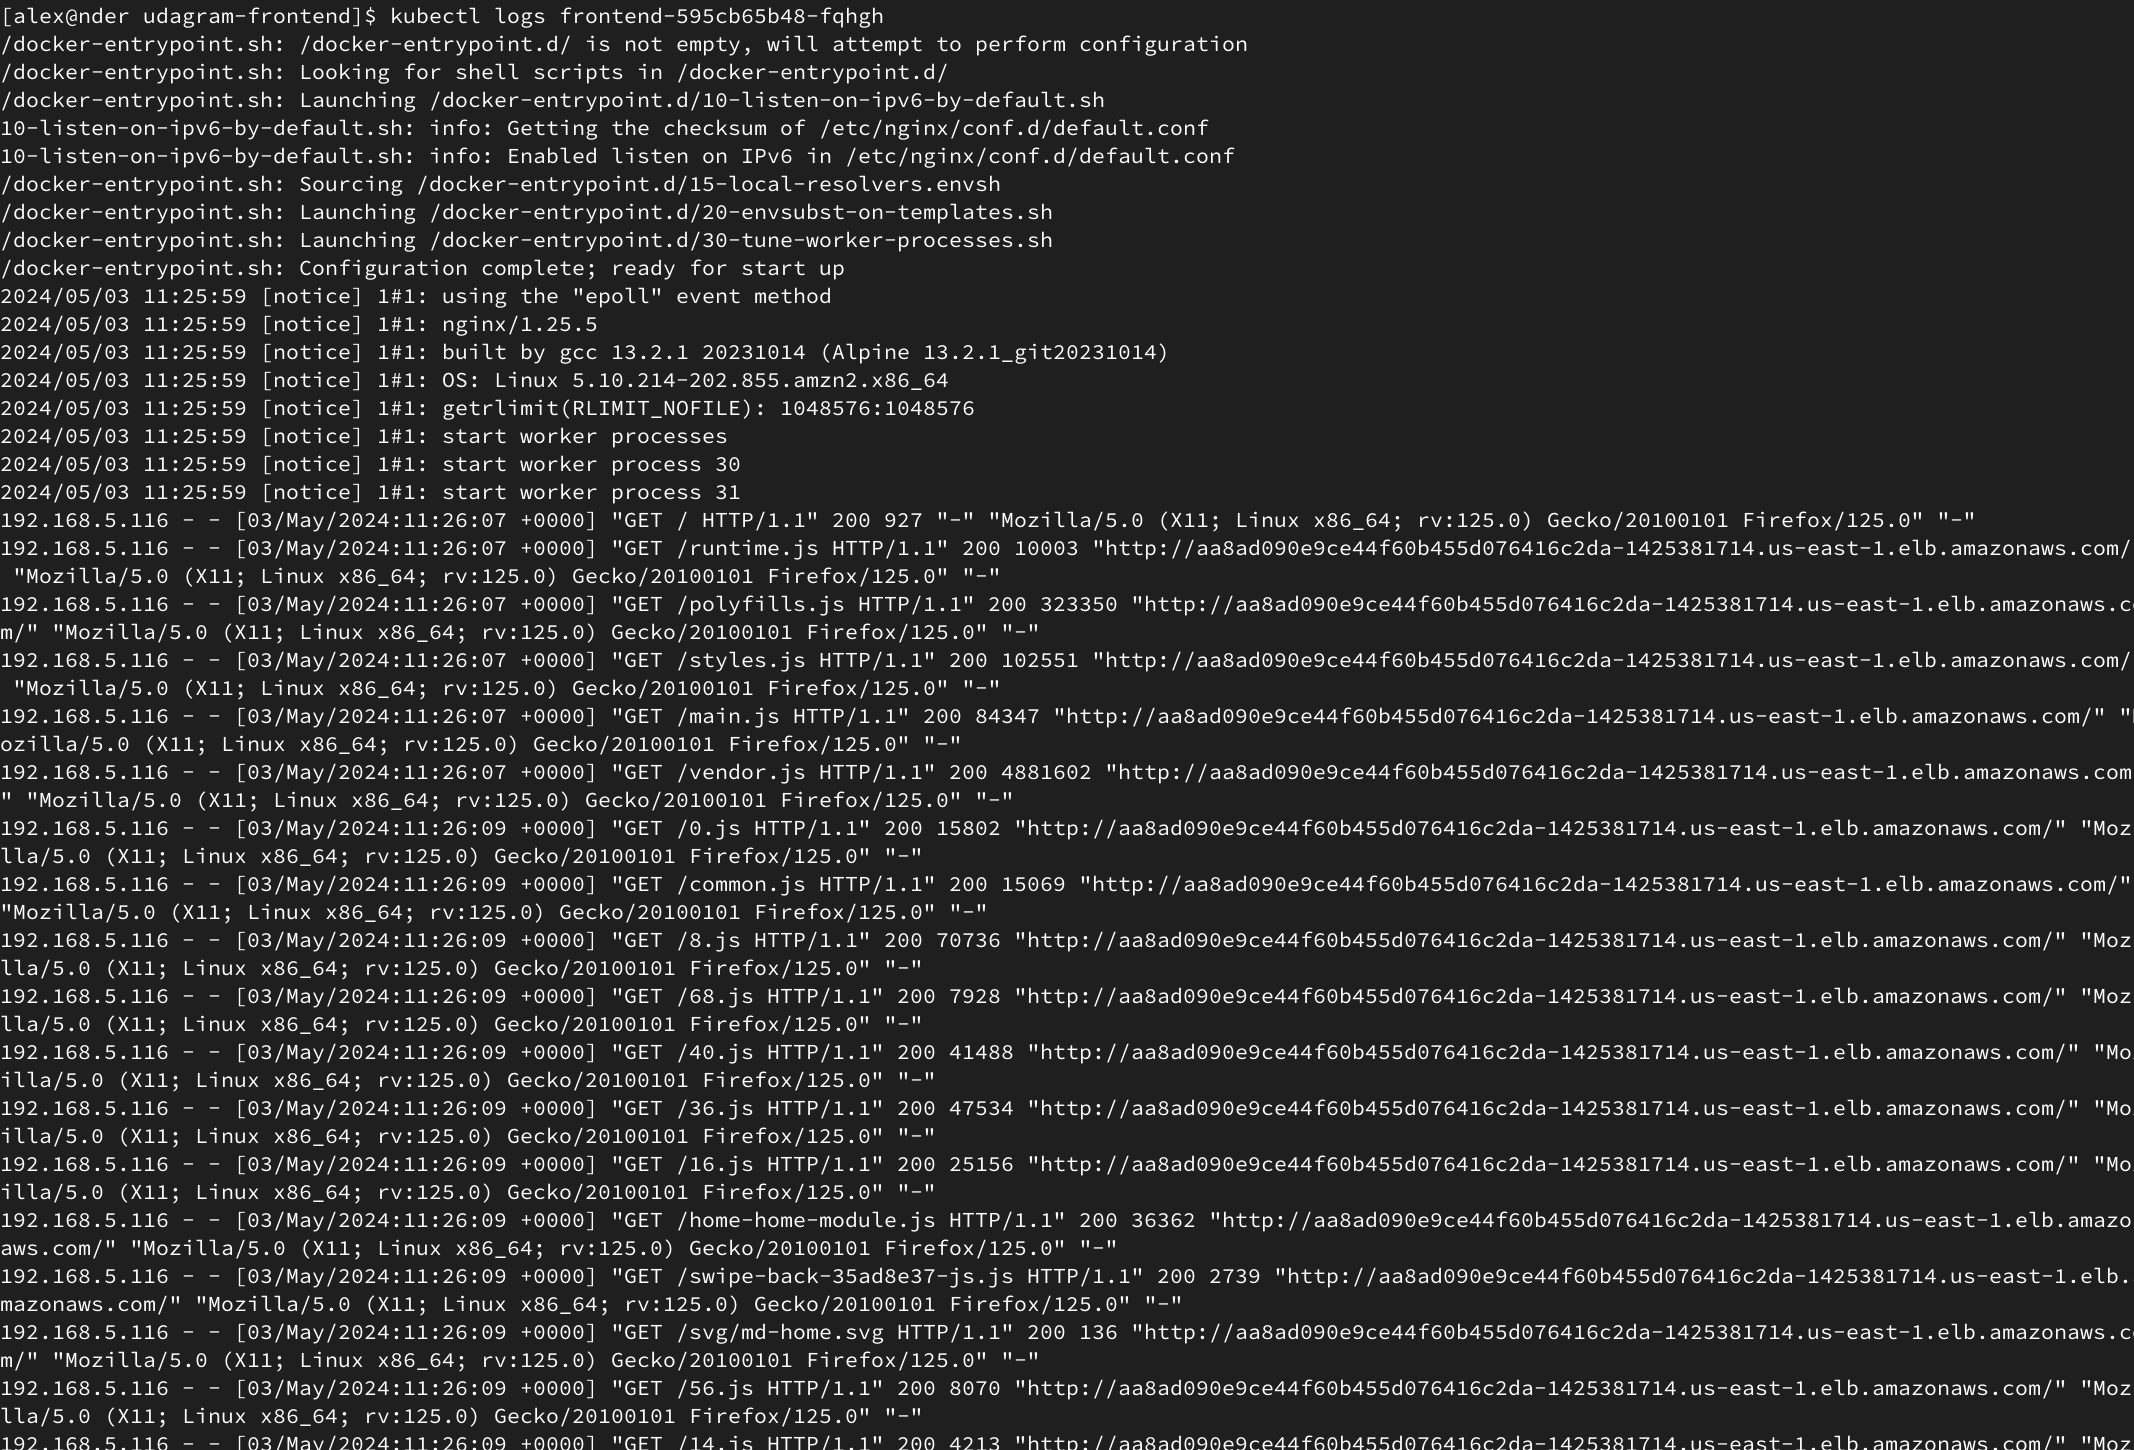 [alex@nder udagram-frontend]$ kubectl logs frontend-595cb65b48-fqhgh
/docker-entrypoint.sh: /docker-entrypoint.d/ is not empty, will attempt to perform configuration
/docker-entrypoint.sh: Looking for shell scripts in /docker-entrypoint.d/
/docker-entrypoint.sh: Launching /docker-entrypoint.d/10-listen-on-ipv6-by-default.sh
10-listen-on-ipv6-by-default.sh: info: Getting the checksum of /etc/nginx/conf.d/default.conf
10-listen-on-ipv6-by-default.sh: info: Enabled listen on IPv6 in /etc/nginx/conf.d/default.conf
/docker-entrypoint.sh: Sourcing /docker-entrypoint.d/15-local-resolvers.envsh
/docker-entrypoint.sh: Launching /docker-entrypoint.d/20-envsubst-on-templates.sh
/docker-entrypoint.sh: Launching /docker-entrypoint.d/30-tune-worker-processes.sh
/docker-entrypoint.sh: Configuration complete; ready for start up
2024/05/03 11:25:59 [notice] 1#1: using the "epoll" event method
2024/05/03 11:25:59 [notice] 1#1: nginx/1.25.5
2024/05/03 11:25:59 [notice] 1#1: built by gcc 13.2.1 20231014 (Alpine 13.2.1_git20231014)
2024/05/03 11:25:59 [notice] 1#1: OS: Linux 5.10.214-202.855.amzn2.x86_64
2024/05/03 11:25:59 [notice] 1#1: getrlimit(RLIMIT_NOFILE): 1048576:1048576
2024/05/03 11:25:59 [notice] 1#1: start worker processes
2024/05/03 11:25:59 [notice] 1#1: start worker process 30
2024/05/03 11:25:59 [notice] 1#1: start worker process 31
192.168.5.116 - - [03/May/2024:11:26:07 +0000] "GET / HTTP/1.1" 200 927 "-" "Mozilla/5.0 (X11; Linux x86_64; rv:125.0) Gecko/20100101 Firefox/125.0" "-"
192.168.5.116 - - [03/May/2024:11:26:07 +0000] "GET /runtime.js HTTP/1.1" 200 10003 "http://aa8ad090e9ce44f60b455d076416c2da-1425381714.us-east-1.elb.amazonaws.com/
"Mozilla/5.0 (X11; Linux x86_64; rv:125.0) Gecko/20100101 Firefox/125.0" "-"
192.168.5.116 - - [03/May/2024:11:26:07 +0000] "GET /polyfills.js HTTP/1.1" 200 323350 "http://aa8ad090e9ce44f60b455d076416c2da-1425381714.us-east-1.elb.amazonaws.c
m/" "Mozilla/5.0 (X11; Linux x86_64; rv:125.0) Gecko/20100101 Firefox/125.0" "-"
192.168.5.116 - - [03/May/2024:11:26:07 +0000] "GET /styles.js HTTP/1.1" 200 102551 "http://aa8ad090e9ce44f60b455d076416c2da-1425381714.us-east-1.elb.amazonaws.com/
"Mozilla/5.0 (X11; Linux x86_64; rv:125.0) Gecko/20100101 Firefox/125.0" "-"
192.168.5.116 - - [03/May/2024:11:26:07 +0000] "GET /main.js HTTP/1.1" 200 84347 "http://aa8ad090e9ce44f60b455d076416c2da-1425381714.us-east-1.elb.amazonaws.com/" "
ozilla/5.0 (X11; Linux x86_64; rv:125.0) Gecko/20100101 Firefox/125.0" "-"
192.168.5.116 - - [03/May/2024:11:26:07 +0000] "GET /vendor.js HTTP/1.1" 200 4881602 "http://aa8ad090e9ce44f60b455d076416c2da-1425381714.us-east-1.elb.amazonaws.com
" "Mozilla/5.0 (X11; Linux x86_64; rv:125.0) Gecko/20100101 Firefox/125.0" "-"
192.168.5.116 - - [03/May/2024:11:26:09 +0000] "GET /0.js HTTP/1.1" 200 15802 "http://aa8ad090e9ce44f60b455d076416c2da-1425381714.us-east-1.elb.amazonaws.com/" "Moz
lla/5.0 (X11; Linux x86_64; rv:125.0) Gecko/20100101 Firefox/125.0" "-"
192.168.5.116 - - [03/May/2024:11:26:09 +0000] "GET /common.js HTTP/1.1" 200 15069 "http://aa8ad090e9ce44f60b455d076416c2da-1425381714.us-east-1.elb.amazonaws.com/"
"Mozilla/5.0 (X11; Linux x86_64; rv:125.0) Gecko/20100101 Firefox/125.0" "-"
192.168.5.116 - - [03/May/2024:11:26:09 +0000] "GET /8.js HTTP/1.1" 200 70736 "http://aa8ad090e9ce44f60b455d076416c2da-1425381714.us-east-1.elb.amazonaws.com/" "Moz
lla/5.0 (X11; Linux x86_64; rv:125.0) Gecko/20100101 Firefox/125.0" "-"
192.168.5.116 - - [03/May/2024:11:26:09 +0000] "GET /68.js HTTP/1.1" 200 7928 "http://aa8ad090e9ce44f60b455d076416c2da-1425381714.us-east-1.elb.amazonaws.com/" "Moz
lla/5.0 (X11; Linux x86_64; rv:125.0) Gecko/20100101 Firefox/125.0" "-"
192.168.5.116 - - [03/May/2024:11:26:09 +0000] "GET /40.js HTTP/1.1" 200 41488 "http://aa8ad090e9ce44f60b455d076416c2da-1425381714.us-east-1.elb.amazonaws.com/" "Mo
illa/5.0 (X11; Linux x86_64; rv:125.0) Gecko/20100101 Firefox/125.0" "-"
192.168.5.116 - - [03/May/2024:11:26:09 +0000] "GET /36.js HTTP/1.1" 200 47534 "http://aa8ad090e9ce44f60b455d076416c2da-1425381714.us-east-1.elb.amazonaws.com/" "Mo
illa/5.0 (X11; Linux x86_64; rv:125.0) Gecko/20100101 Firefox/125.0" "-"
192.168.5.116 - - [03/May/2024:11:26:09 +0000] "GET /16.js HTTP/1.1" 200 25156 "http://aa8ad090e9ce44f60b455d076416c2da-1425381714.us-east-1.elb.amazonaws.com/" "Mo
illa/5.0 (X11; Linux x86_64; rv:125.0) Gecko/20100101 Firefox/125.0" "-"
192.168.5.116 - - [03/May/2024:11:26:09 +0000] "GET /home-home-module.js HTTP/1.1" 200 36362 "http://aa8ad090e9ce44f60b455d076416c2da-1425381714.us-east-1.elb.amazo
aws.com/" "Mozilla/5.0 (X11; Linux x86_64; rv:125.0) Gecko/20100101 Firefox/125.0" "-"
192.168.5.116 - - [03/May/2024:11:26:09 +0000] "GET /swipe-back-35ad8e37-js.js HTTP/1.1" 200 2739 "http://aa8ad090e9ce44f60b455d076416c2da-1425381714.us-east-1.elb.
mazonaws.com/" "Mozilla/5.0 (X11; Linux x86_64; rv:125.0) Gecko/20100101 Firefox/125.0" "-"
192.168.5.116 - - [03/May/2024:11:26:09 +0000] "GET /svg/md-home.svg HTTP/1.1" 200 136 "http://aa8ad090e9ce44f60b455d076416c2da-1425381714.us-east-1.elb.amazonaws.c
m/" "Mozilla/5.0 (X11; Linux x86_64; rv:125.0) Gecko/20100101 Firefox/125.0" "-"
192.168.5.116 - - [03/May/2024:11:26:09 +0000] "GET /56.js HTTP/1.1" 200 8070 "http://aa8ad090e9ce44f60b455d076416c2da-1425381714.us-east-1.elb.amazonaws.com/" "Moz
lla/5.0 (X11; Linux x86_64; rv:125.0) Gecko/20100101 Firefox/125.0" "-"
192.168.5.116 - - [03/May/2024:11:26:09 +0000] "GET /14.js HTTP/1.1" 200 4213 "http://aa8ad090e9ce44f60b455d076416c2da-1425381714.us-east-1.elb.amazonaws.com/" "Moz